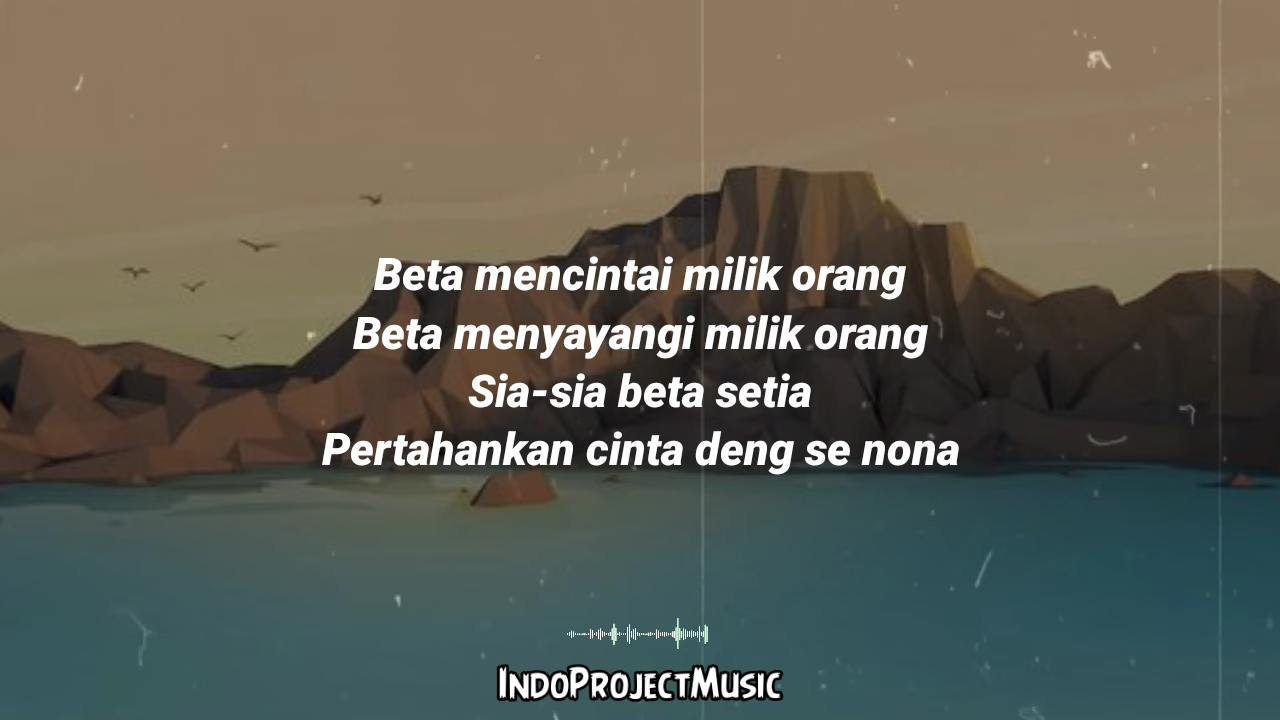 Beta mencintai milik orang
Beta menyayangi milik orang
Sia-sia beta setia
Pertahankan cinta deng se nona
IndoProjectMusic